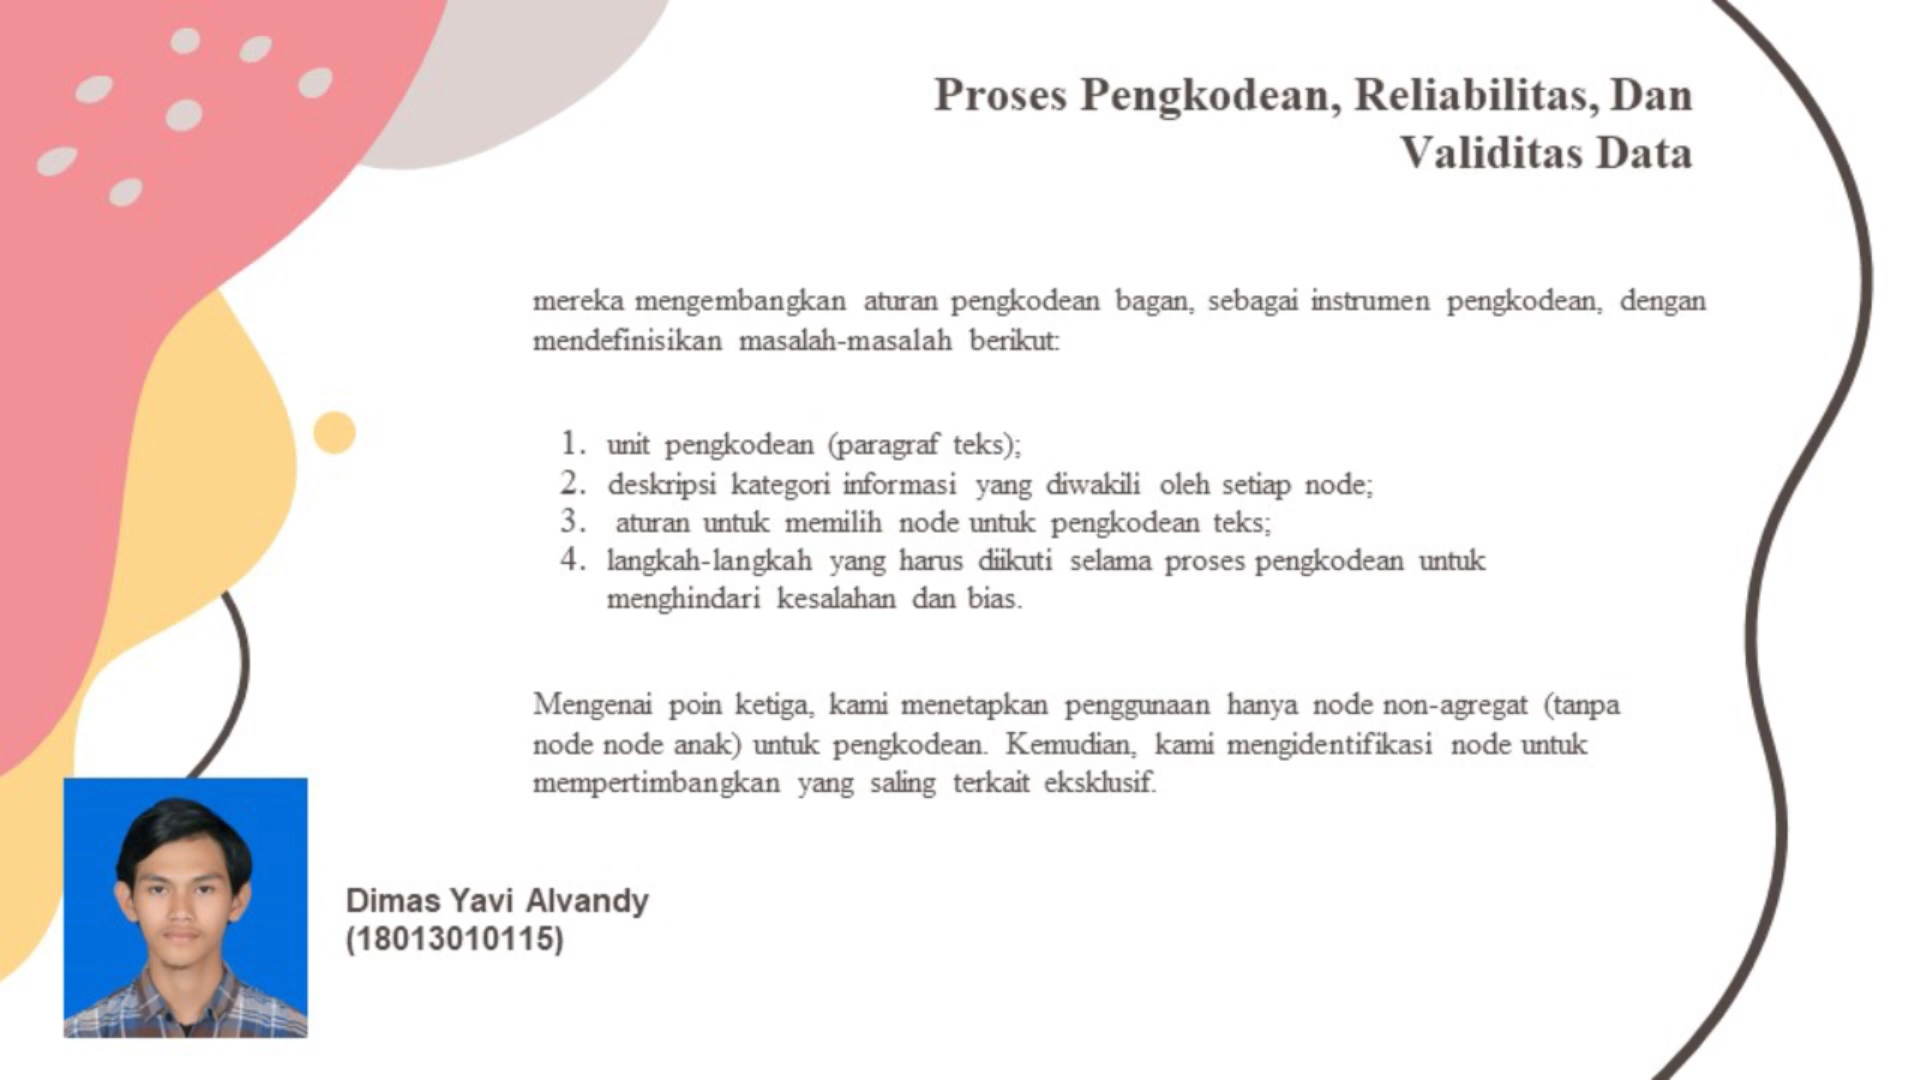 Proses Pengkodean, Reliabilitas, Dan
Validitas Data
mereka mengembangkan aturan pengkodean bagan, sebagai instrumen pengkodean, dengan
mendefinisikan masalah-masalah berikut:
1. unit pengkodean (paragraf teks);
2. deskripsi kategori informasi yang diwakili oleh setiap node;
3. aturan untuk memilih node untuk pengkodean teks;
4. langkah-langkah yang harus diikuti selama proses pengkodean untuk
menghindari kesalahan dan bias.
Mengenai poin ketiga, kami menetapkan penggunaan hanya node non-agregat (tanpa
node node anak) untuk pengkodean. Kemudian, kami mengidentifikasi node untuk
mempertimbangkan yang saling terkait eksklusif.
Dimas Yavi Alvandy
(18013010115)